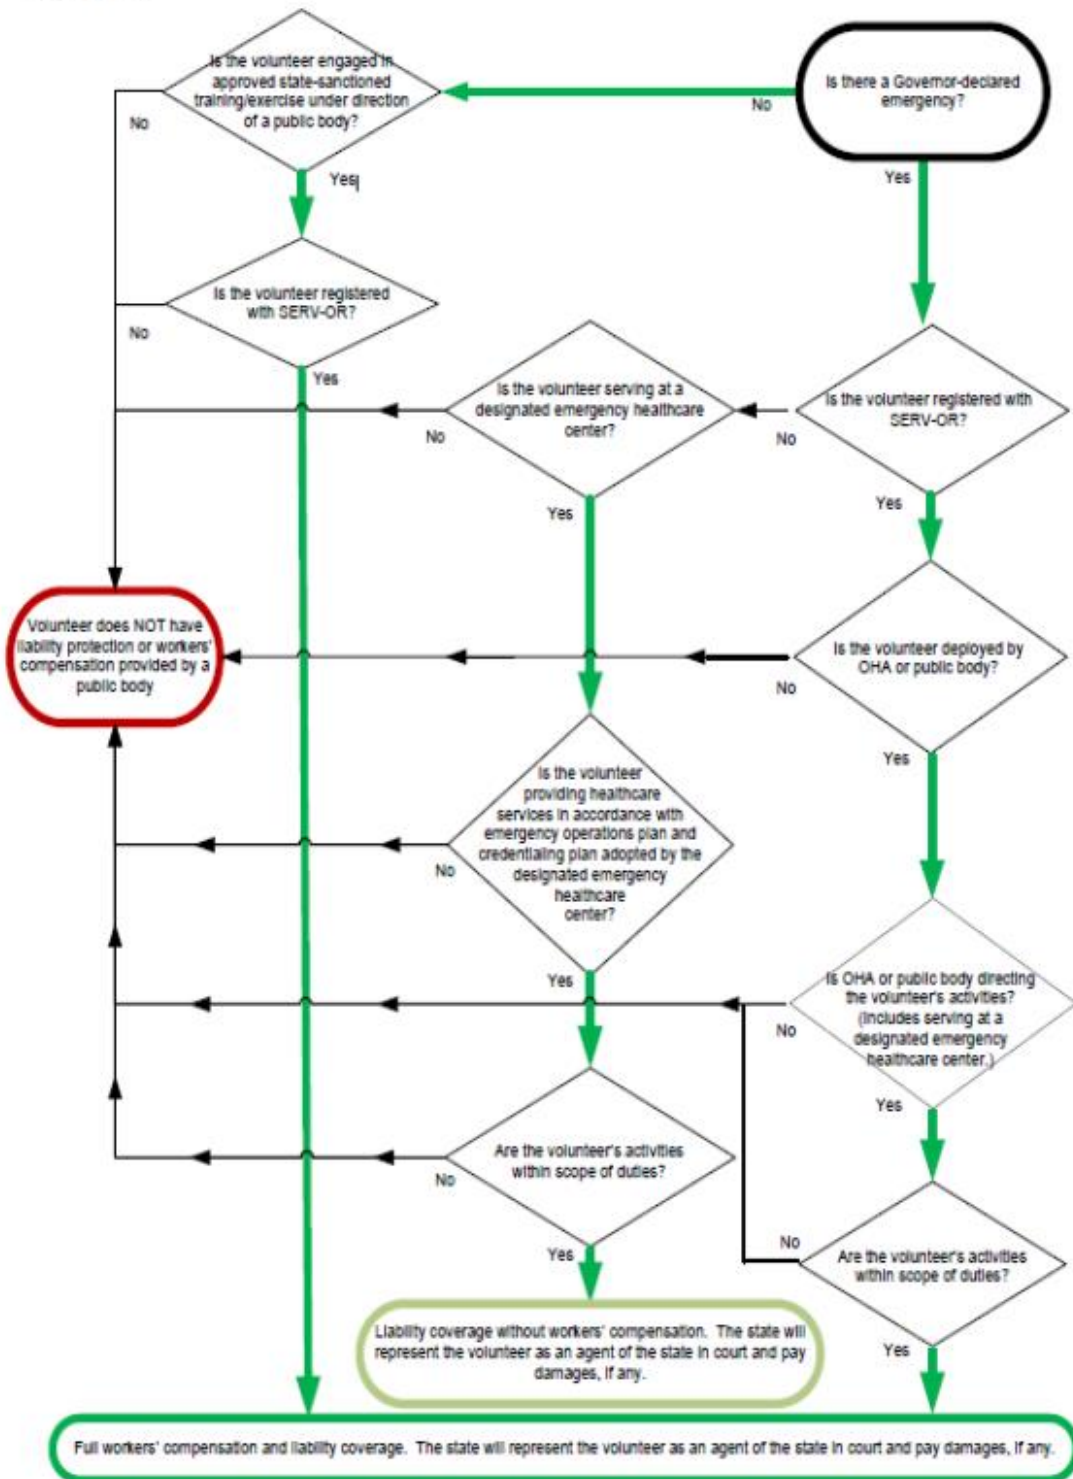 Is the volunteer engaged in
approved state-sanctioned
training/exercise under direction
of a public body?
Is there a Governor-declared
emergency?
No
No
Yes
Yes
Is the volunteer registered
with SERV-OR?
No
Yes
Is the volunteer serving at a
designated emergency healthcare
center?
Is the volunteer registered with
SERV-OR?
No
No
Yes
Yes
Volunteer does NOT have
liability protection or workers'
compensation provided by a
public body
Is the volunteer deployed by
OHA or public body?
No
Yes
Is the volunteer
providing healthcare
services in accordance with
emergency operations plan and
credentialing plan adopted by the
designated emergency
healthcare
center?
No
Yes
Is OHA or public body directing
the volunteer's activities?
(Includes serving at a
designated emergency
healthcare center.)
No
Yes
Are the volunteer's activities
within scope of duties?
No
Yes
Are the volunteer's activities
within scope of duties?
No
Yes
Liability coverage without workers' compensation. The state will
represent the volunteer as an agent of the state in court and pay
damages, if any.
Full workers' compensation and liability coverage. The state will represent the volunteer as an agent of the state in court and pay damages, if any.